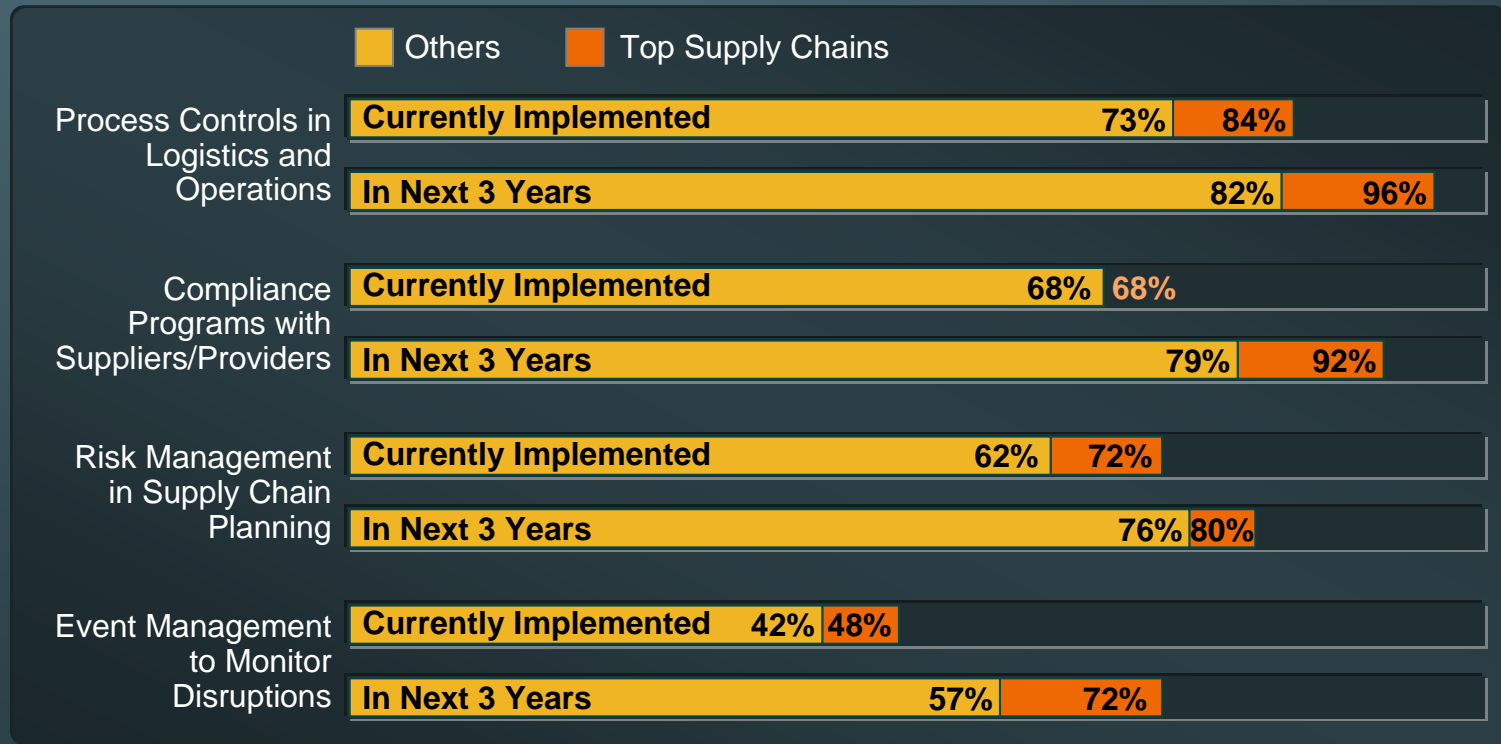 Others Top Supply Chains
Process Controls in
Logistics and
Operations
Currently Implemented 73% 84%
In Next 3 Years 82% 96%
Compliance
Programs with
Suppliers/Providers
Currently Implemented 68% 68%
In Next 3 Years 79% 92%
Risk Management
in Supply Chain
Planning
Currently Implemented 62% 72%
In Next 3 Years 76% 80%
Event Management
to Monitor
Disruptions
Currently Implemented 42% 48%
In Next 3 Years 57% 72%